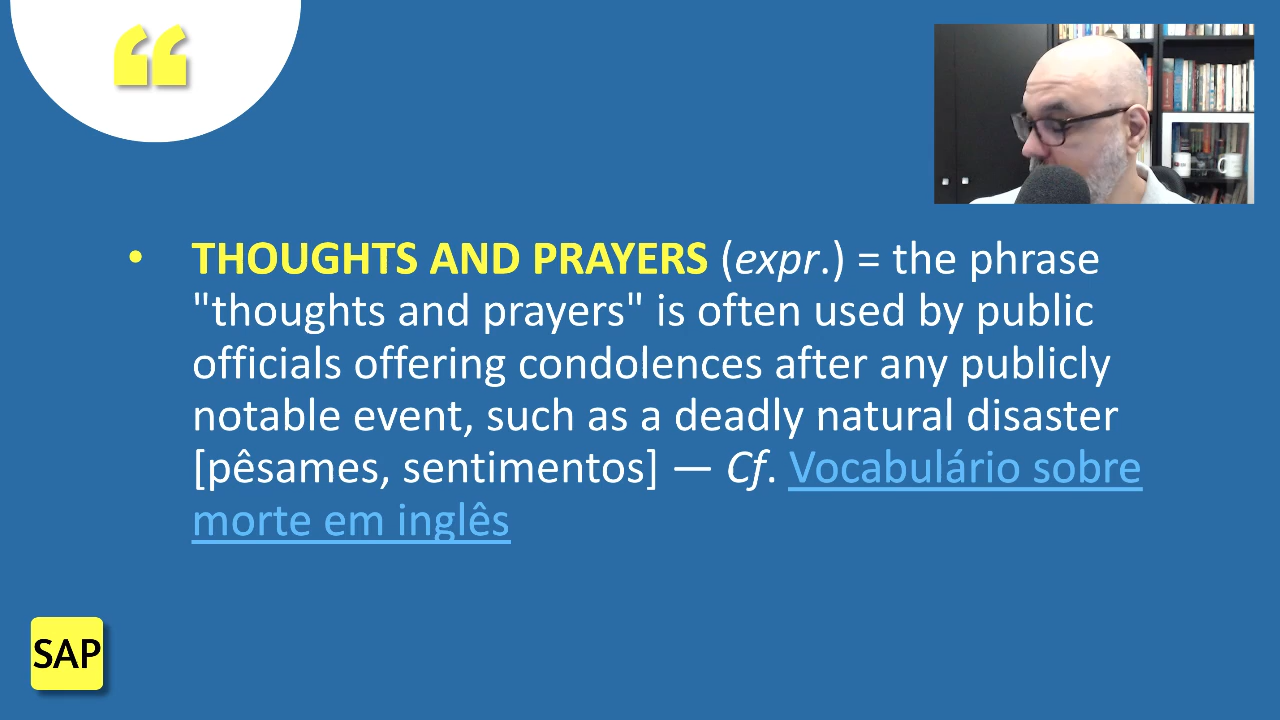 “
• THOUGHTS AND PRAYERS (expr.) = the phrase
"thoughts and prayers" is often used by public
officials offering condolences after any publicly
notable event, such as a deadly natural disaster
[pêsames, sentimentos] — Cf. Vocabulário sobre
morte em inglês
SAP